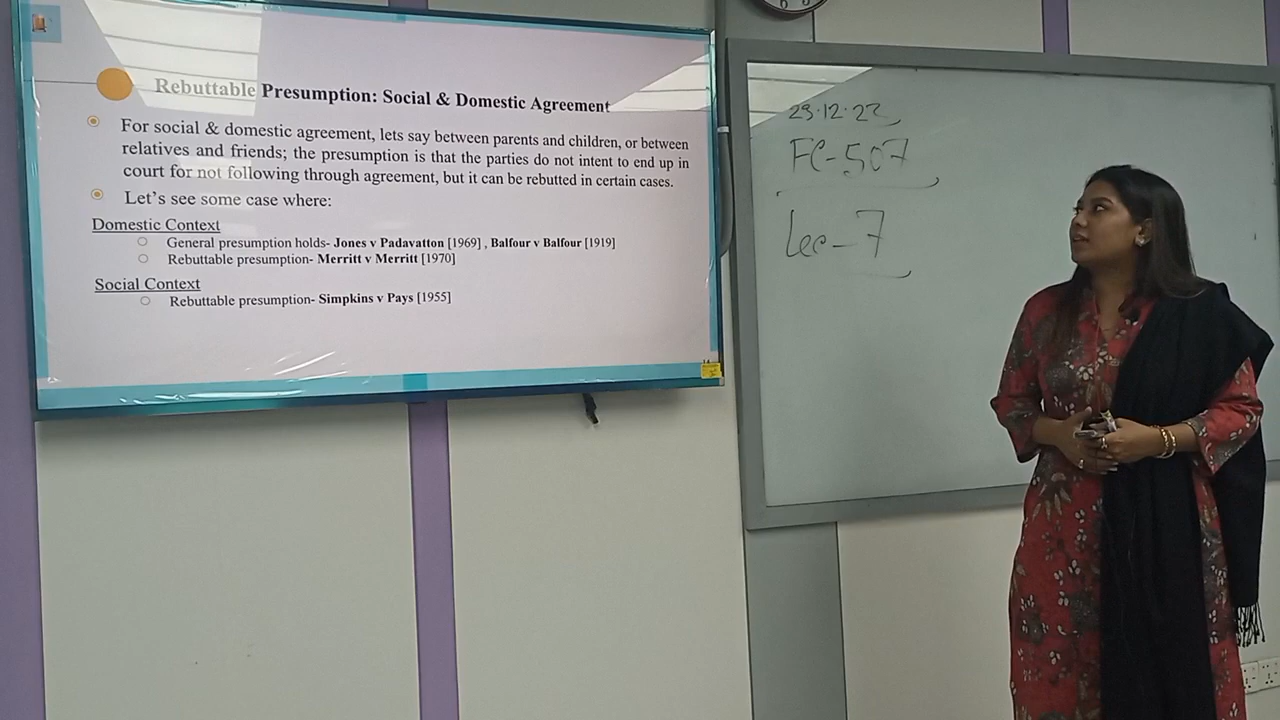 Rebuttable Presumption: Social & Domestic Agreement
For social & domestic agreement, lets say between parents and children, or between
relatives and friends; the presumption is that the parties do not intent to end up in
court for not following through agreement, but it can be rebutted in certain cases.
Let's see some case where:
Domestic Context
General presumption holds- Jones v Padavatton [1969] , Balfour v Balfour [1919]
Rebuttable presumption- Merritt v Merritt [1970]
Social Context
Rebuttable presumption- Simpkins v Pays [1955]
FC-507
Lec-7